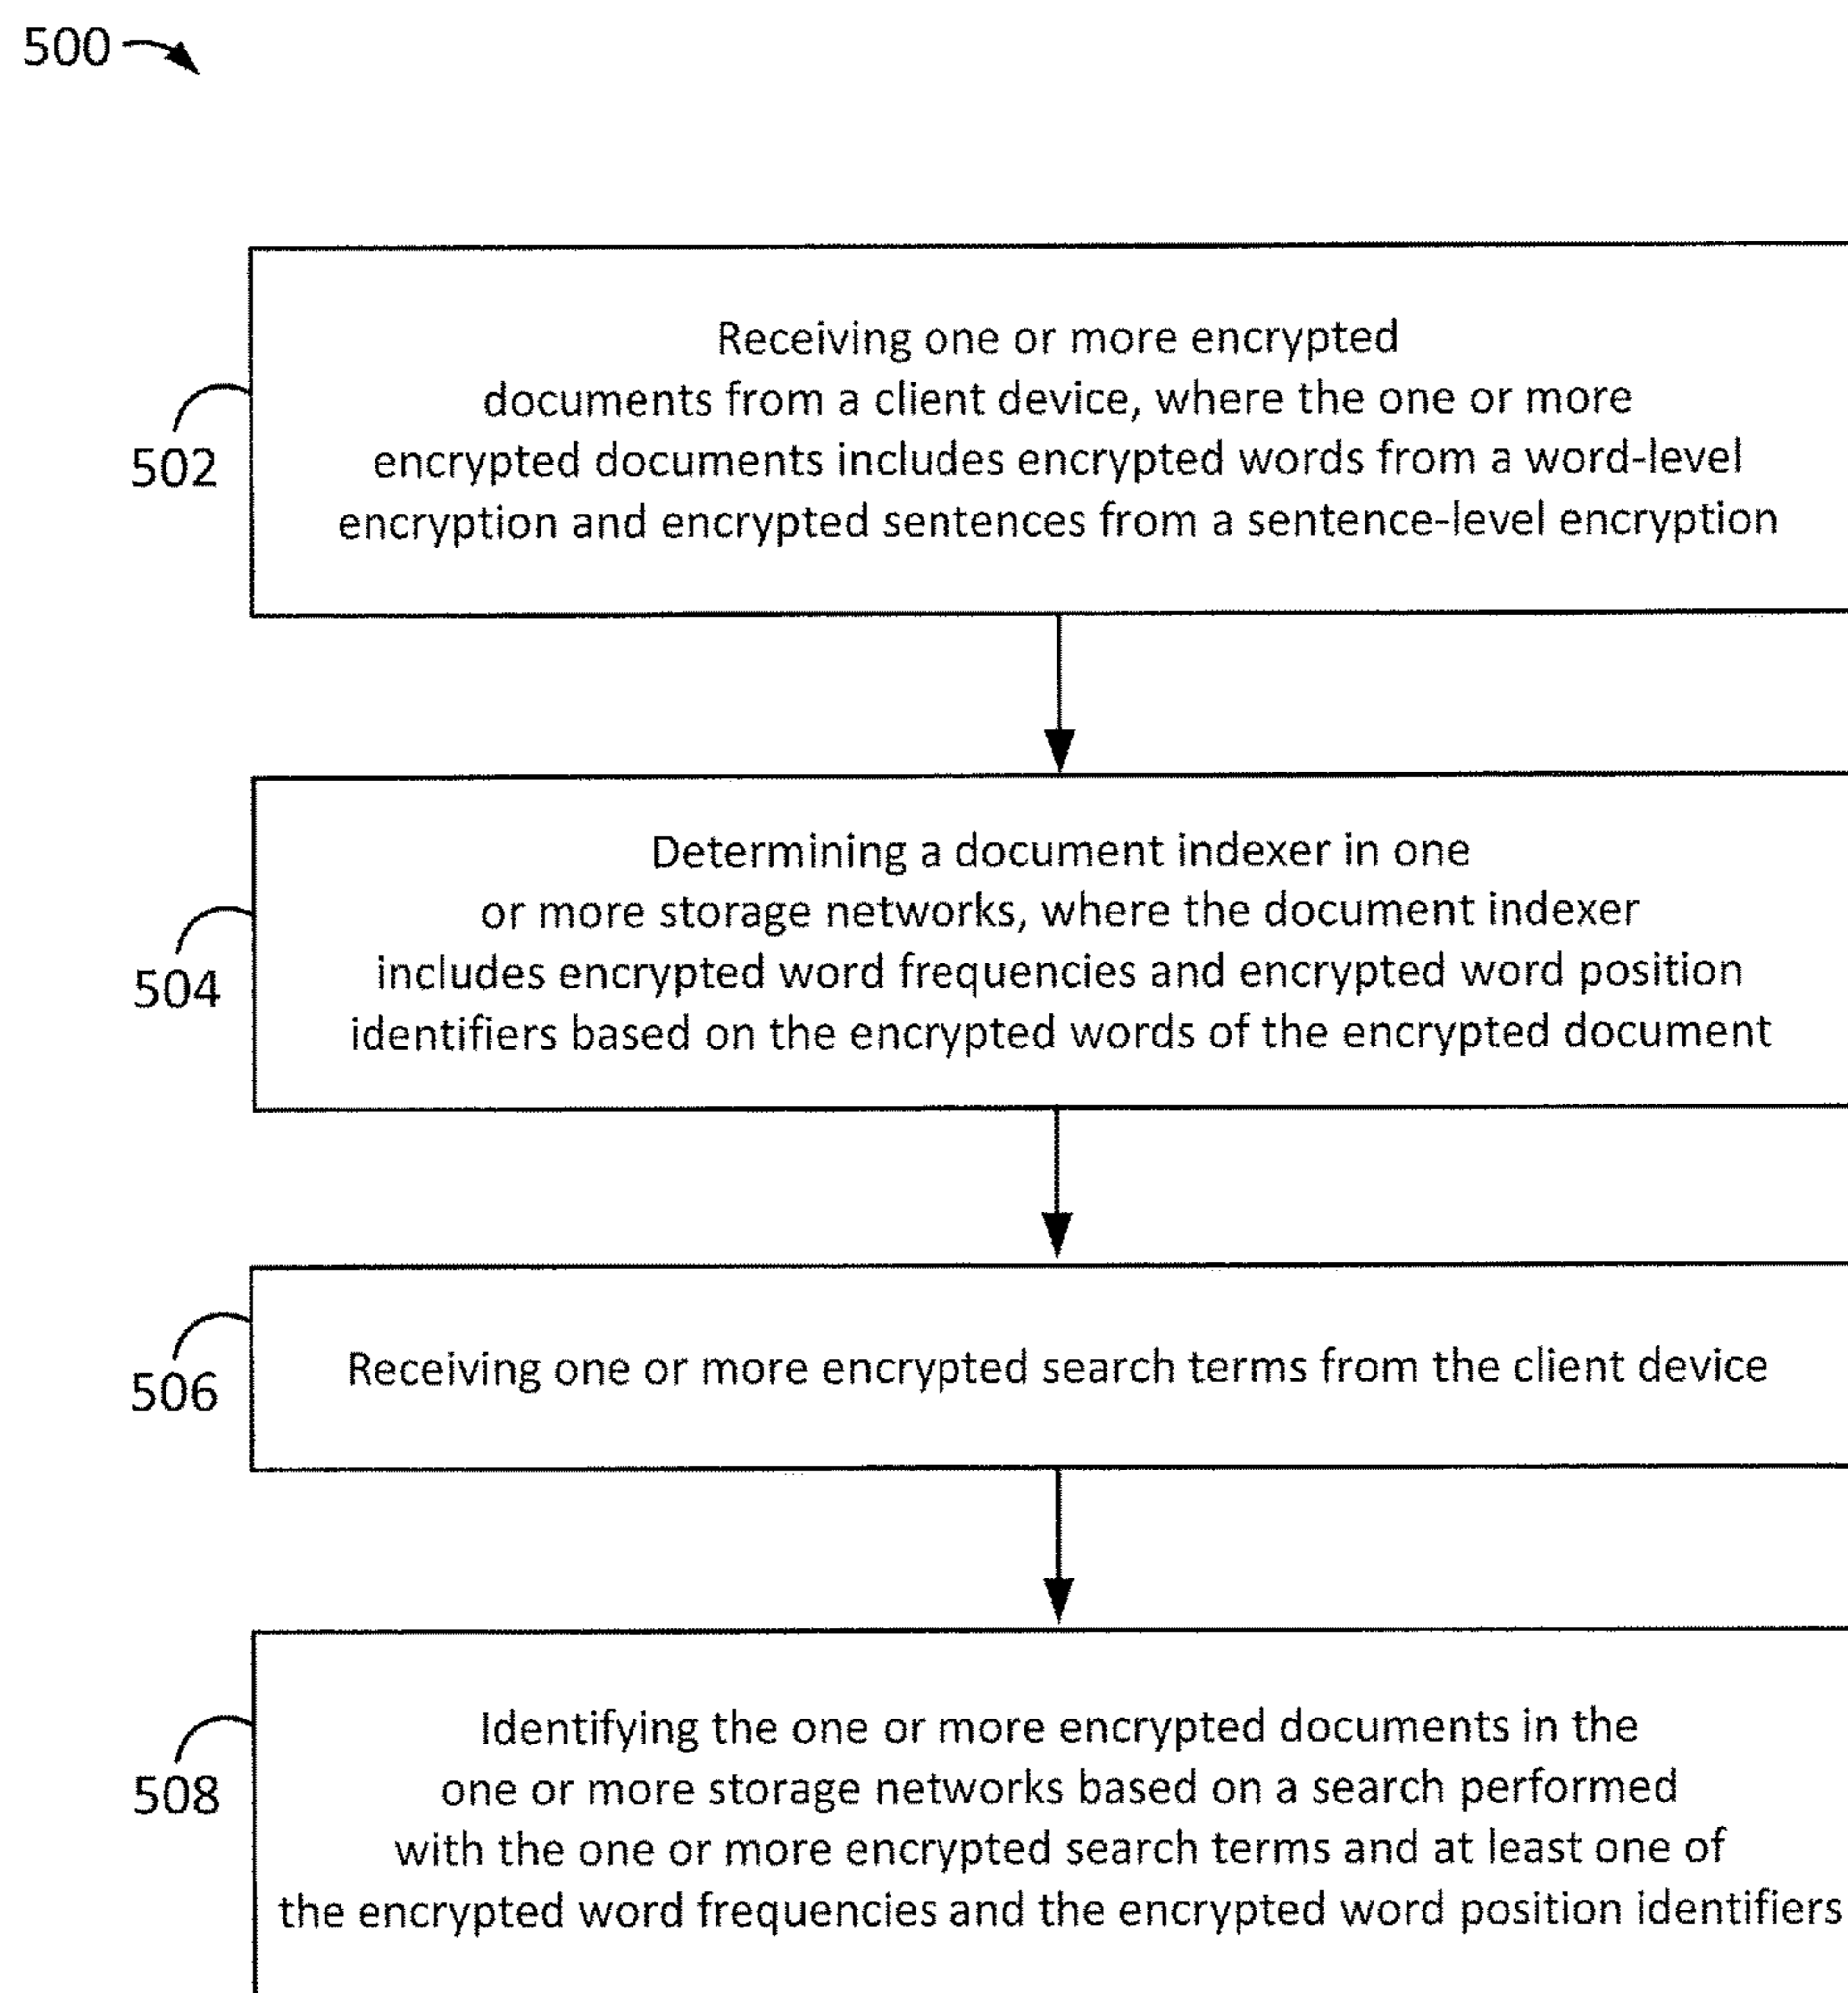 500
Receiving one or more encrypted
documents from a client device, where the one or more
encrypted documents includes encrypted words from a word-level
encryption and encrypted sentences from a sentence-level encryption
502
Determining a document indexer in one
or more storage networks, where the document indexer
includes encrypted word frequencies and encrypted word position
identifiers based on the encrypted words of the encrypted document
504
Receiving one or more encrypted search terms from the client device
506
Identifying the one or more encrypted documents in the
one or more storage networks based on a search performed
with the one or more encrypted search terms and at least one of
the encrypted word frequencies and the encrypted word position identifiers
508